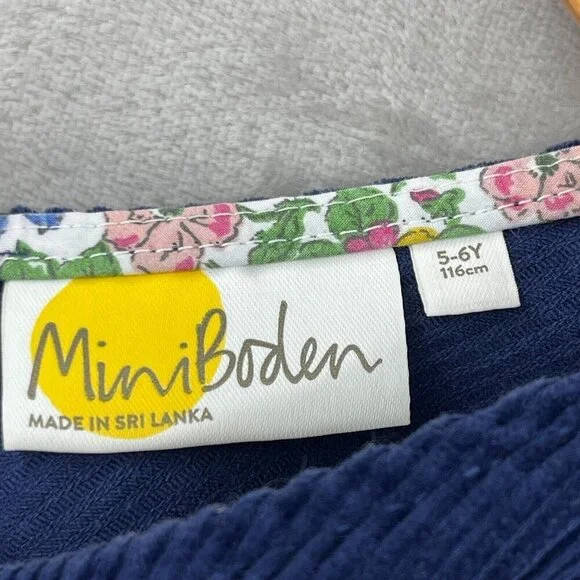 MiniBoden
MADE IN SRI LANKA
5-6Y
116cm